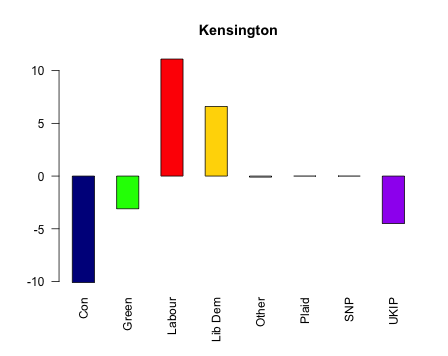 Kensington
10
5
0
-5
-10
Con
Green
Labour
Lib Dem
Other
Plaid
SNP
UKIP